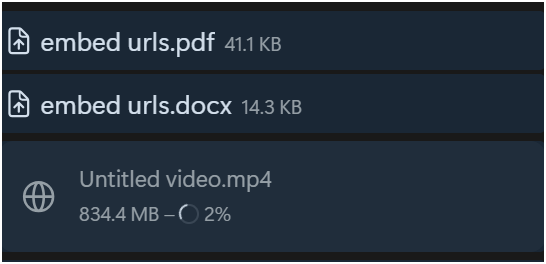 embed urls.pdf 41.1 KB
embed urls.docx 14.3 KB
Untitled video.mp4
834.4 MB – 2%